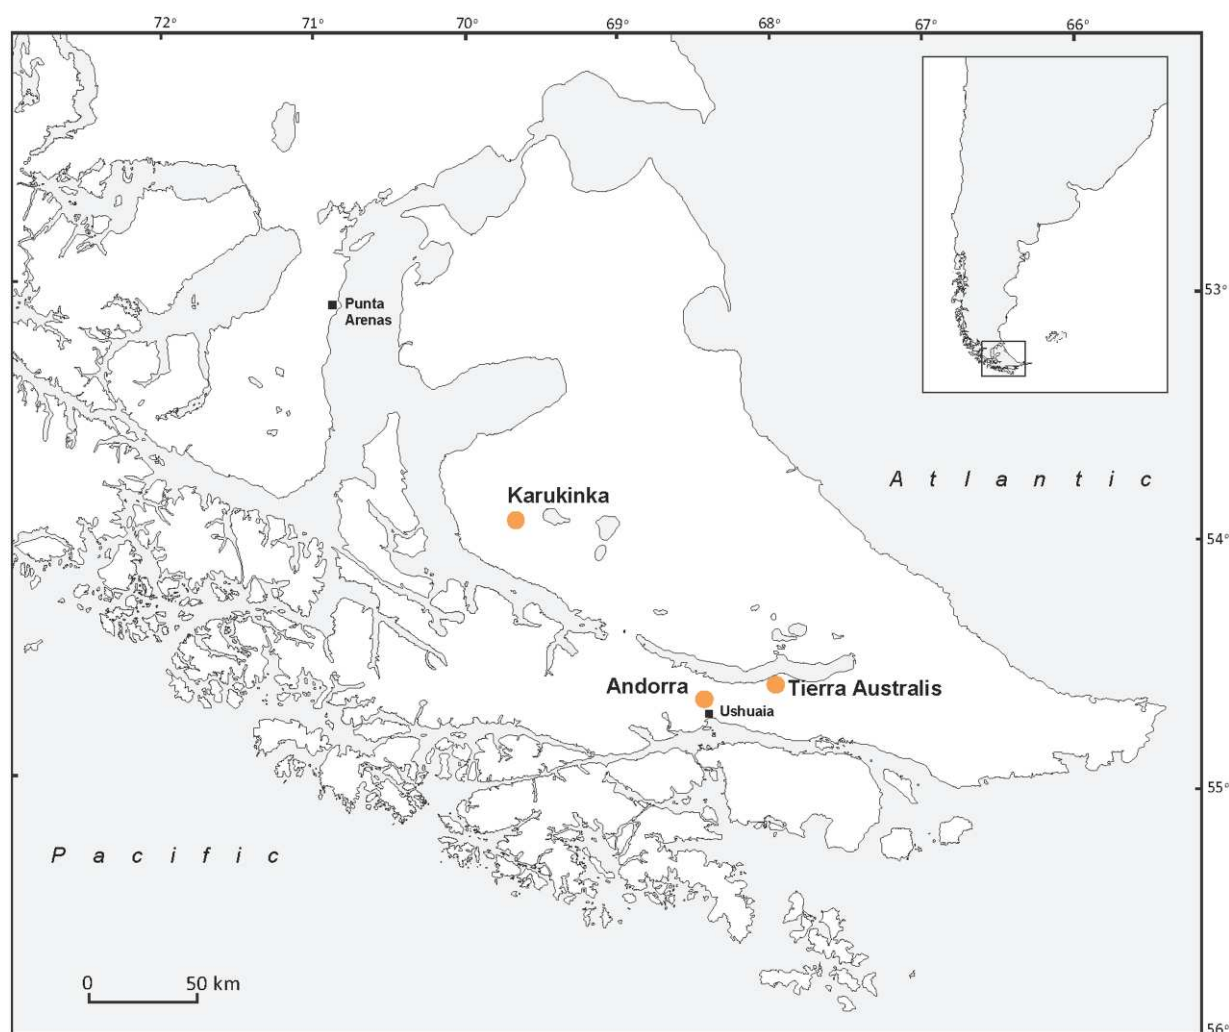 72° 71° 70° 69° 68° 67° 66°
53°
Punta
Arenas
A t l a n t i c
Karukinka
54°
Andorra
Tierra Australis
Ushuaia
55°
P a c i f i c
0 50 km
56°